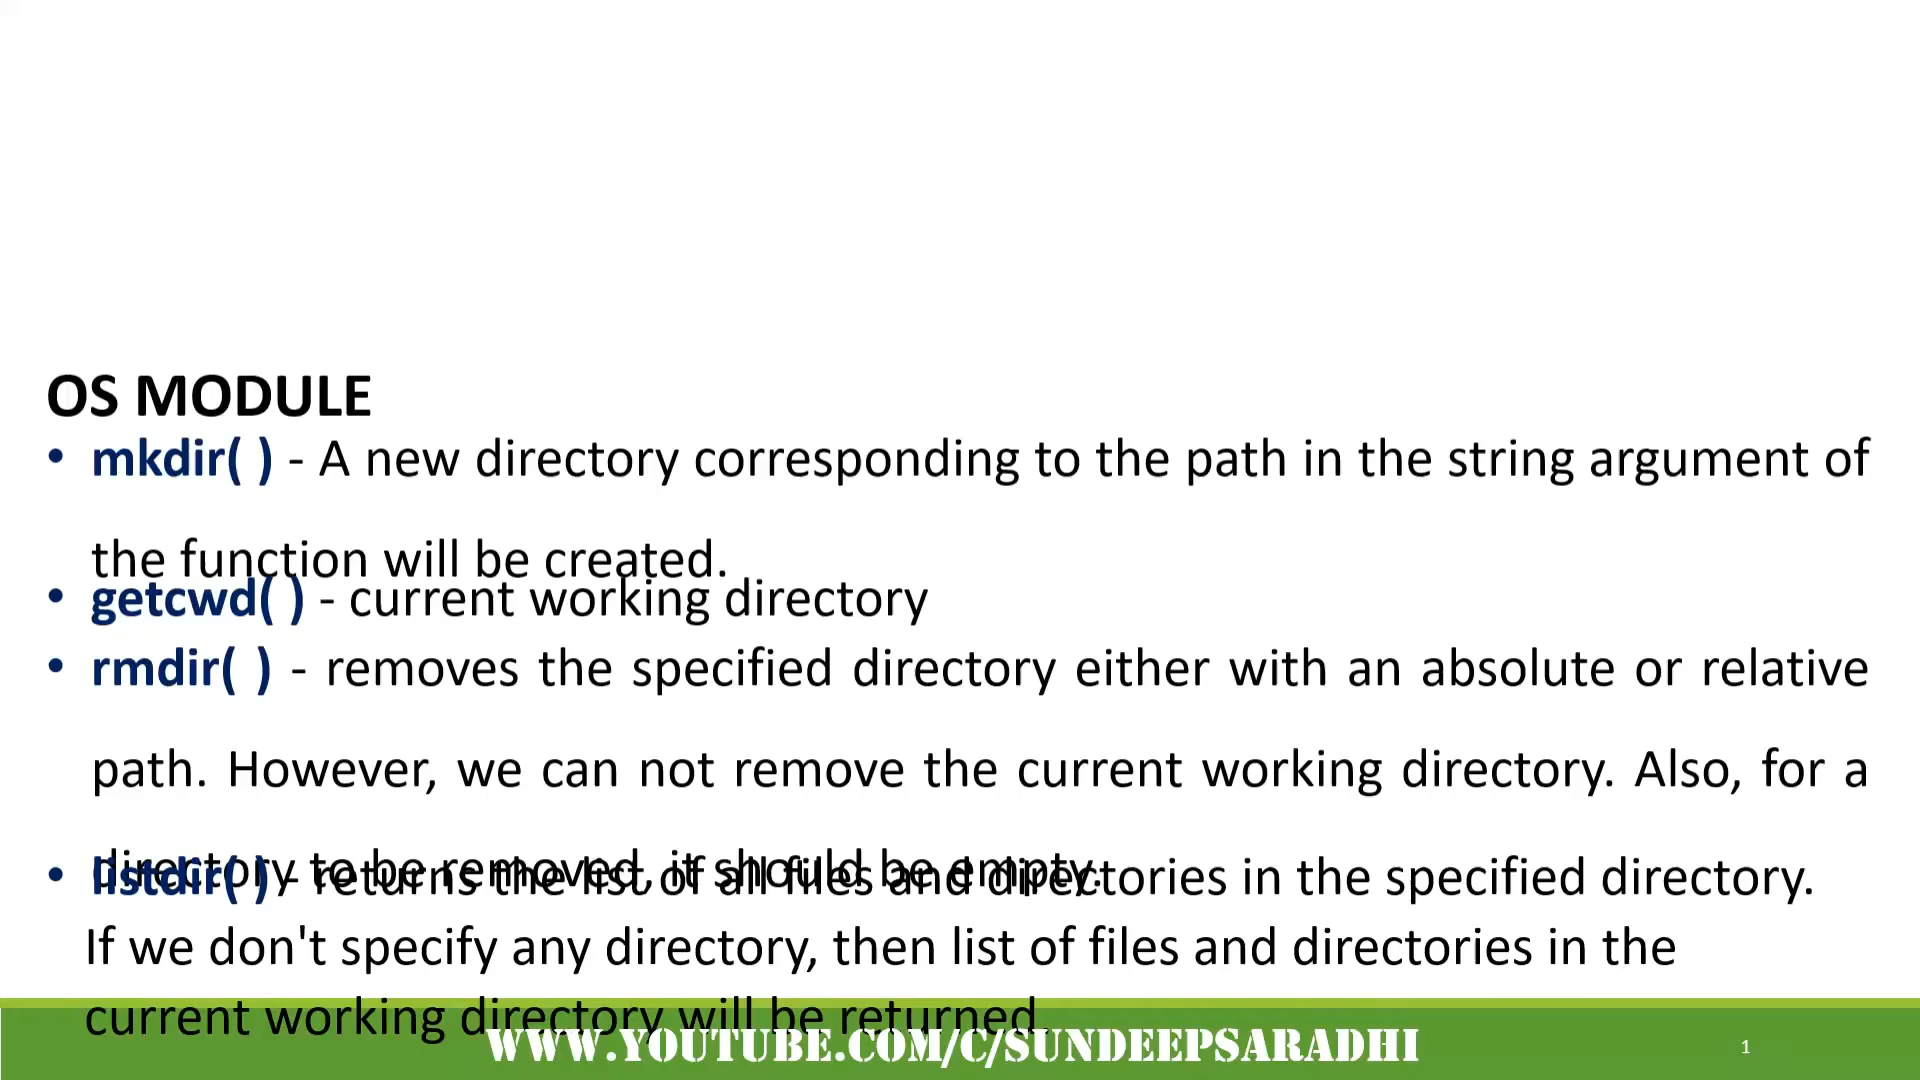 OS MODULE
• mkdir( ) - A new directory corresponding to the path in the string argument of
the function will be created.
• getcwd( ) - current working directory
• rmdir( ) - removes the specified directory either with an absolute or relative
path. However, we can not remove the current working directory. Also, for a
directory to be removed, it should be empty.
• listdir( ) - returns the list of all files and directories in the specified directory.
If we don't specify any directory, then list of files and directories in the
current working directory will be returned.
WWW.YOUTUBE.COM/C/SUNDEEPSARADHI
1